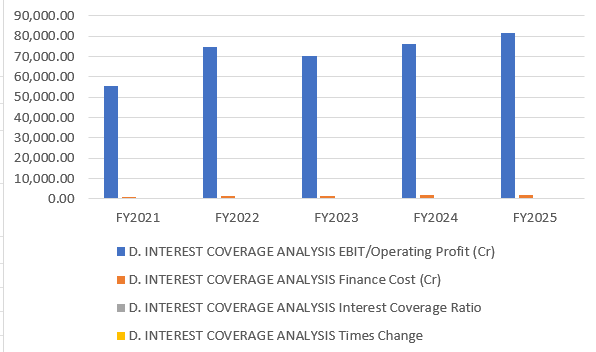 90,000.00
80,000.00
70,000.00
60,000.00
50,000.00
40,000.00
30,000.00
20,000.00
10,000.00
0.00
FY2021 FY2022 FY2023 FY2024 FY2025
D. INTEREST COVERAGE ANALYSIS EBIT/Operating Profit (Cr)
D. INTEREST COVERAGE ANALYSIS Finance Cost (Cr)
D. INTEREST COVERAGE ANALYSIS Interest Coverage Ratio
D. INTEREST COVERAGE ANALYSIS Times Change